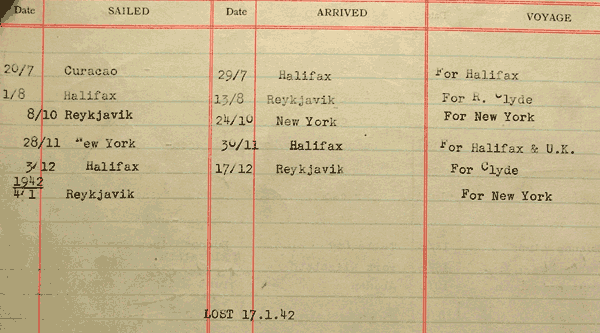 Date SAILED Date ARRIVED VOYAGE
20/7 Curacao 29/7 Halifax For Halifax
1/8 Halifax 13/8 Reykjavik For R. Clyde
8/10 Reykjavik 24/10 New York For New York
28/11 New York 30/11 Halifax For Halifax & U.K.
3/12 Halifax 17/12 Reykjavik For Clyde
1942
4/1 Reykjavik For New York
LOST 17.1.42